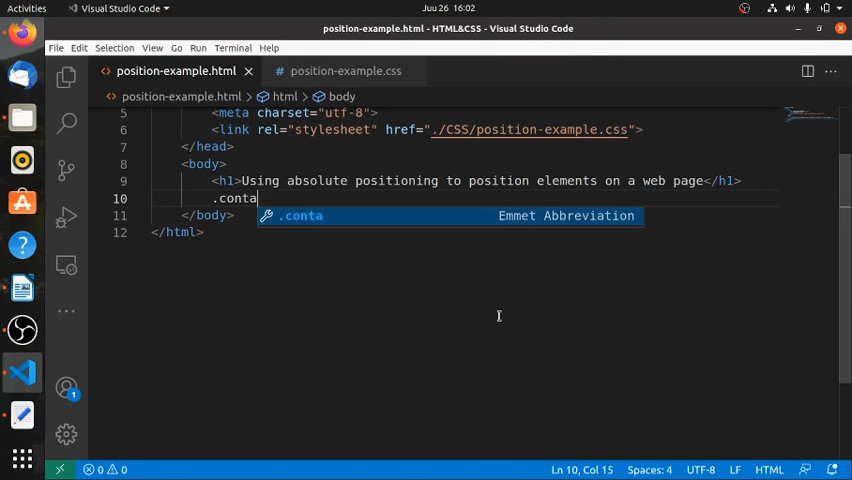 Activities Visual Studio Code Juu 26 16:02
position-example.html - HTML&CSS - Visual Studio Code
File Edit Selection View Go Run Terminal Help
position-example.html position-example.css
position-example.html html body
5 <meta charset="utf-8">
6 <link rel="stylesheet" href="./CSS/position-example.css">
7 </head>
8 <body>
9 <h1>Using absolute positioning to position elements on a web page</h1>
10 .conta
.conta Emmet Abbreviation
11 </body>
12 </html>
1
0 0 Ln 10, Col 15 Spaces: 4 UTF-8 LF HTML